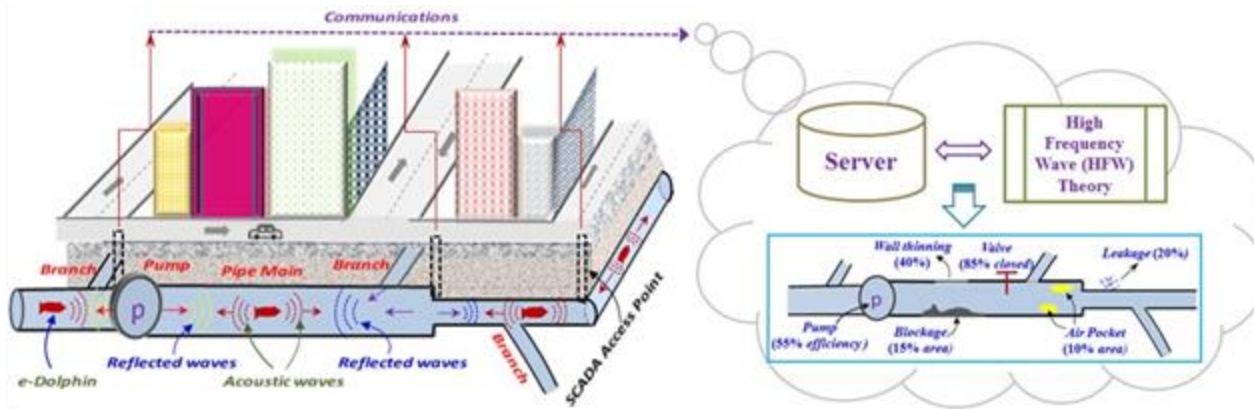 Communications
Branch
Pump
Pipe Main
Branch
P
Reflected waves
Acoustic waves
Reflected waves
Branch
e-Dolphin
SCADA Access Point
Server
High
Frequency
Wave (HFW)
Theory
Wall thinning
(40%)
Valve
(85% closed)
Leakage (20%)
P
Pump
(55% efficiency)
Blockage
(15% area)
Air Pocket
(10% area)